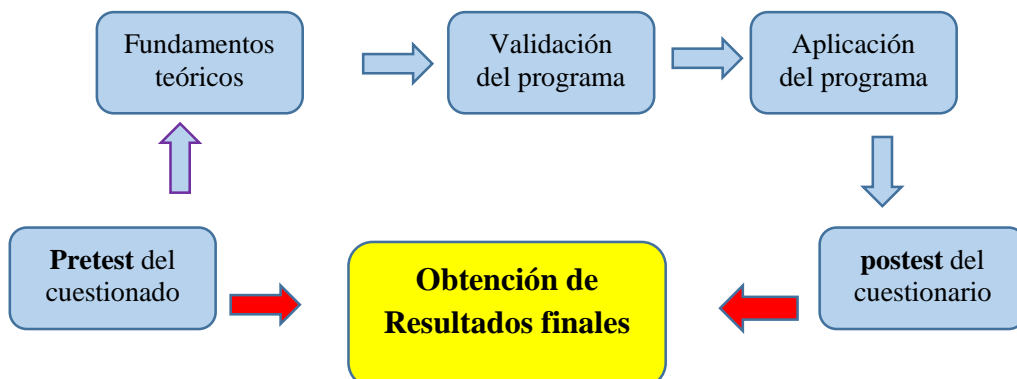 Fundamentos
teóricos
Validación
del programa
Aplicación
del programa
Pretest del
cuestionado
Obtención de
Resultados finales
postest del
cuestionario